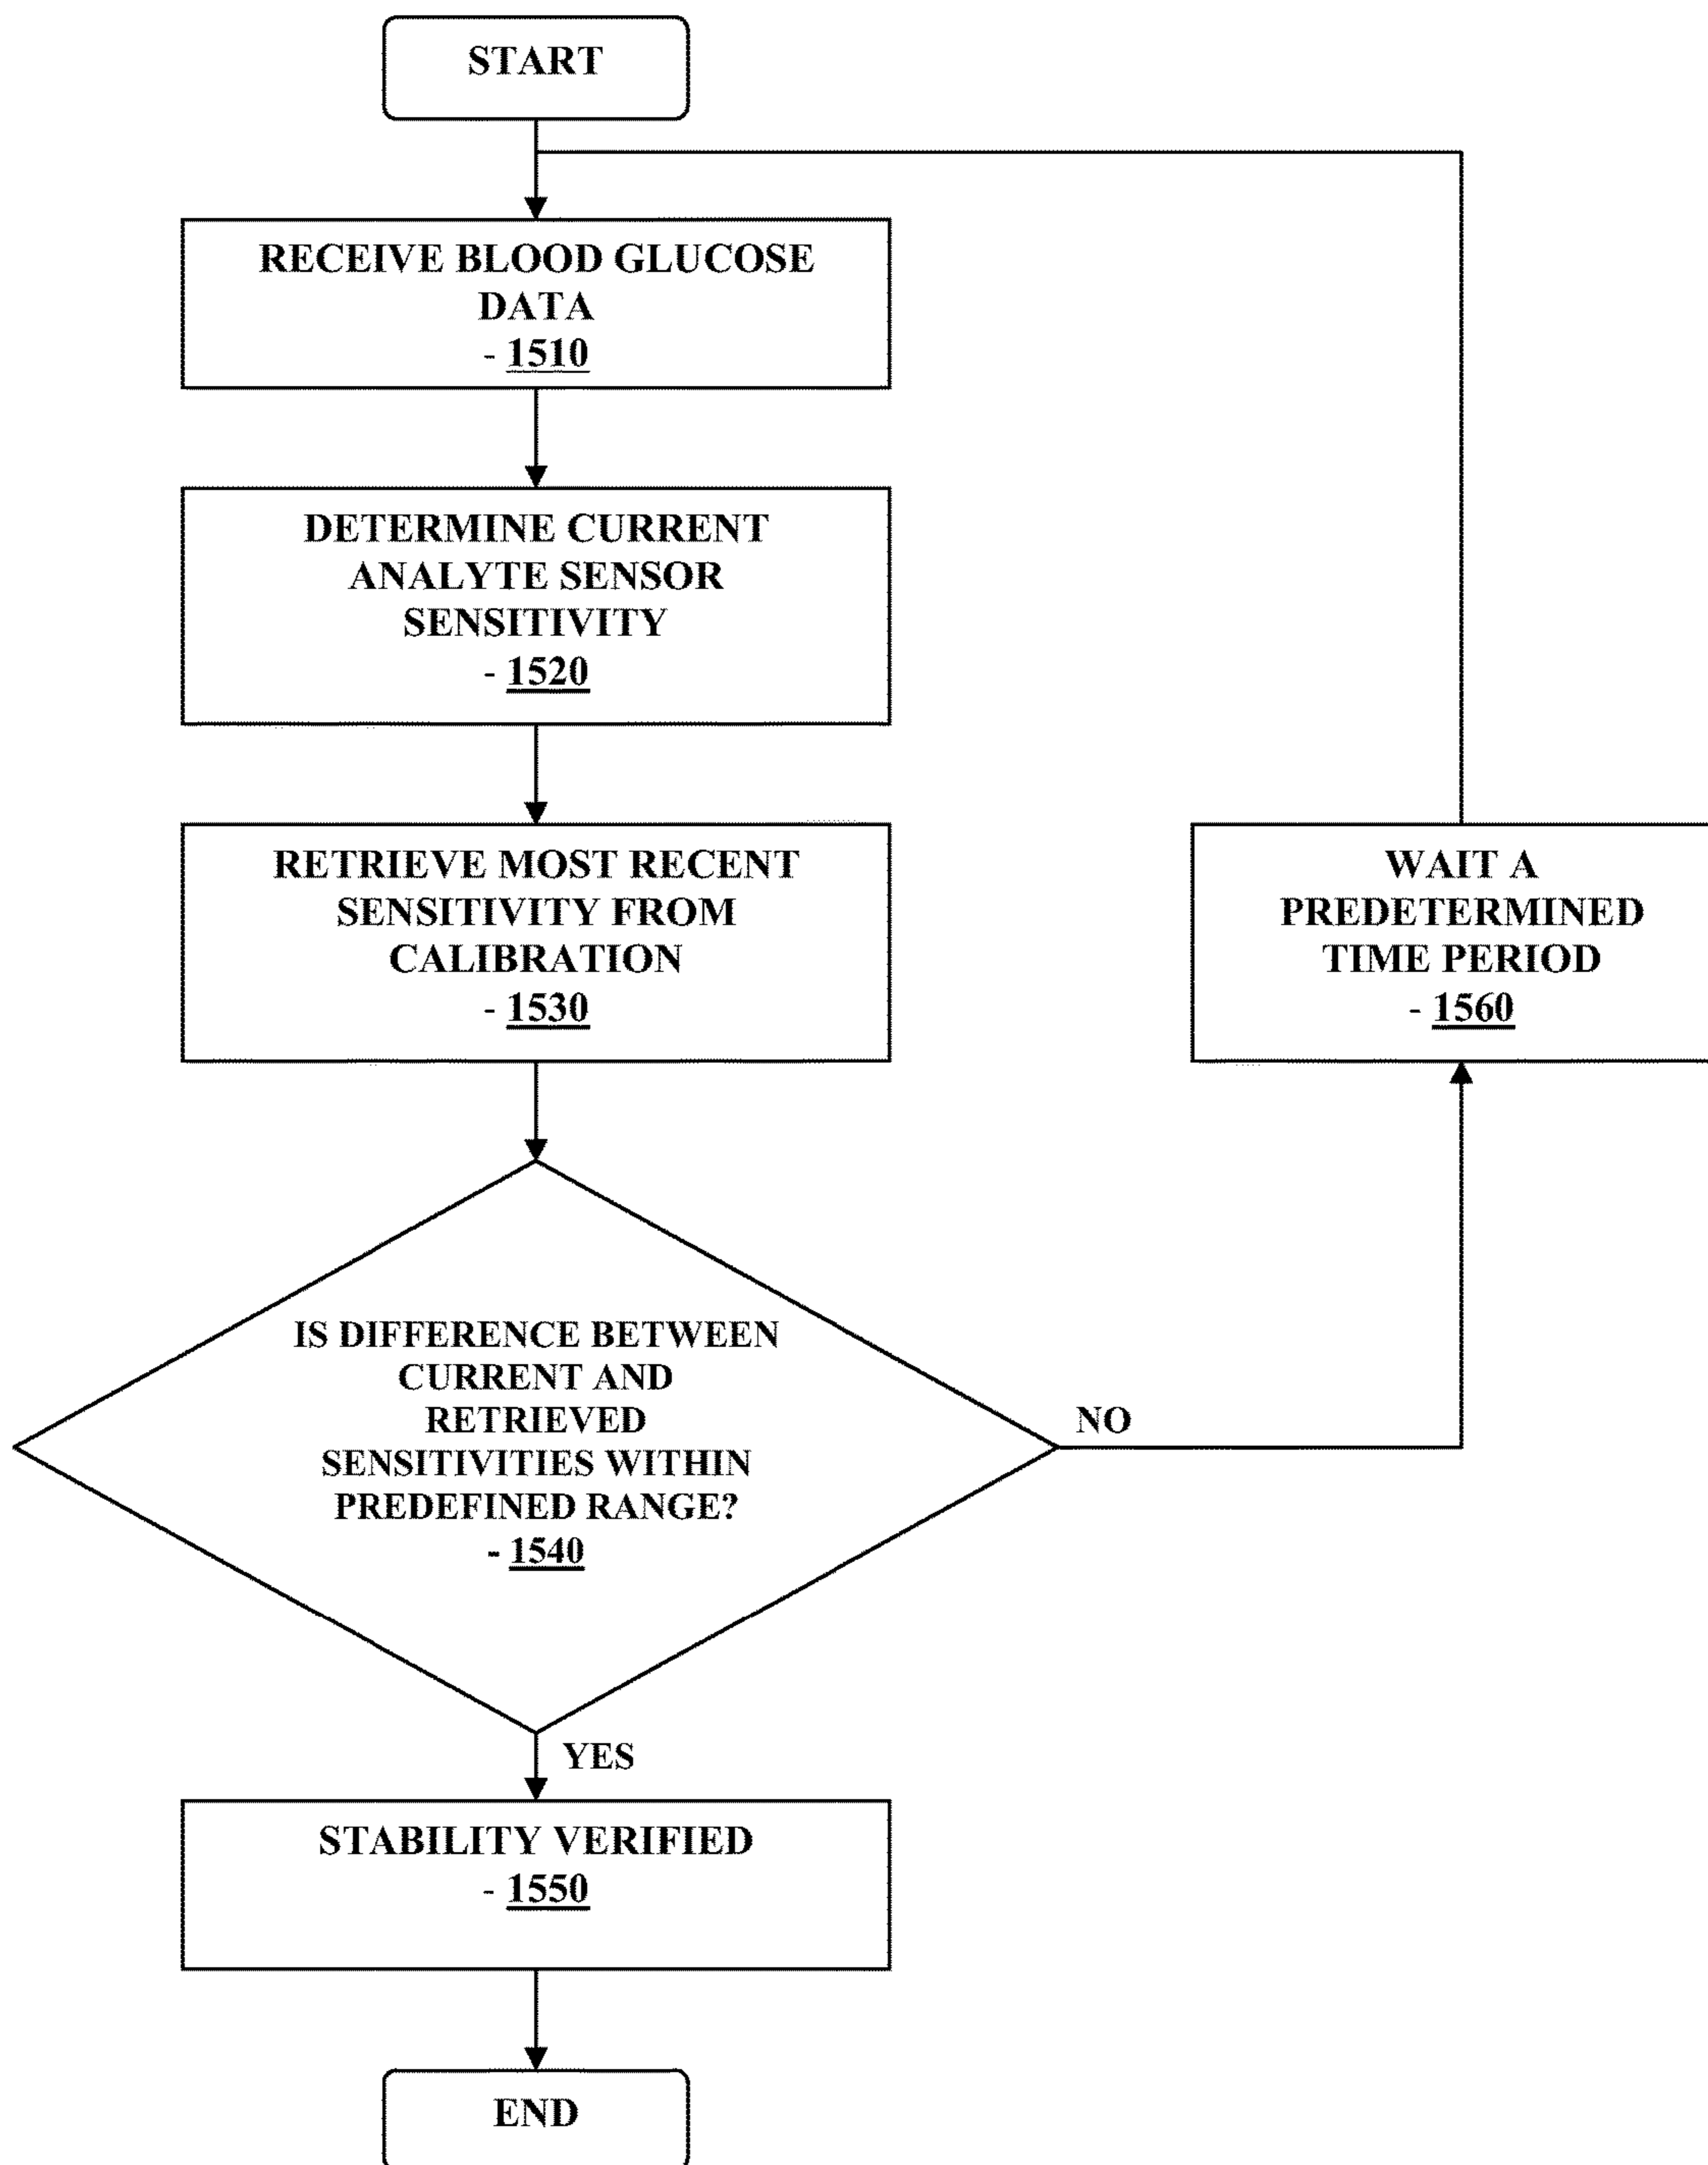 START
RECEIVE BLOOD GLUCOSE
DATA
- 1510
DETERMINE CURRENT
ANALYTE SENSOR
SENSITIVITY
- 1520
RETRIEVE MOST RECENT
SENSITIVITY FROM
CALIBRATION
- 1530
WAIT A
PREDETERMINED
TIME PERIOD
- 1560
IS DIFFERENCE BETWEEN
CURRENT AND
RETRIEVED
SENSITIVITIES WITHIN
PREDEFINED RANGE?
- 1540
NO
YES
STABILITY VERIFIED
- 1550
END